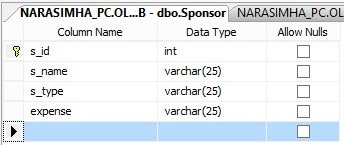 NARASIMHA_PC.OL...B - dbo.Sponsor NARASIMHA_PC.OL
Column Name Data Type Allow Nulls
s_id int
s_name varchar(25)
s_type varchar(25)
expense varchar(25)